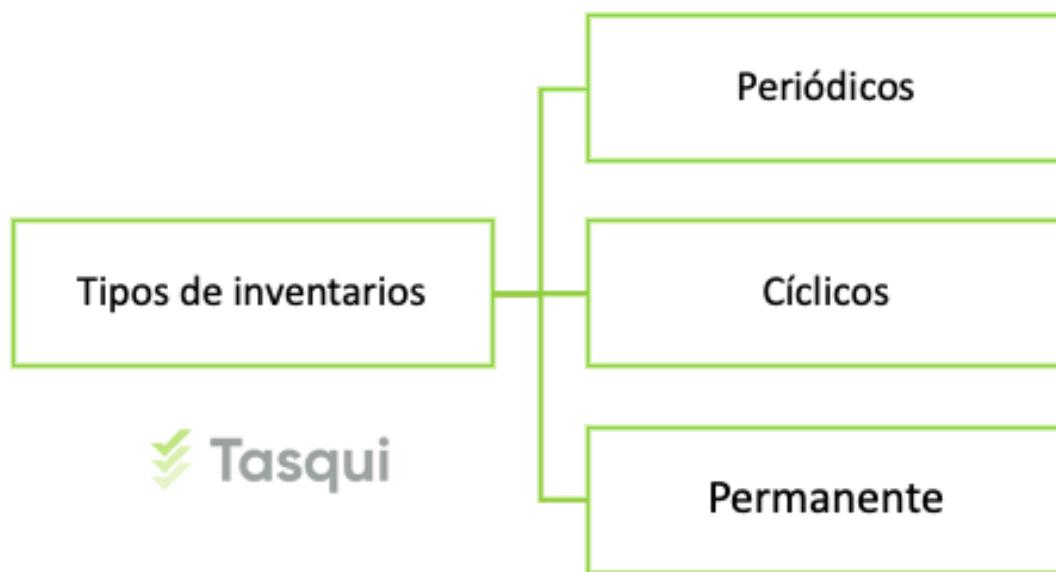 Periódicos
Tipos de inventarios
Cíclicos
Tasqui
Permanente